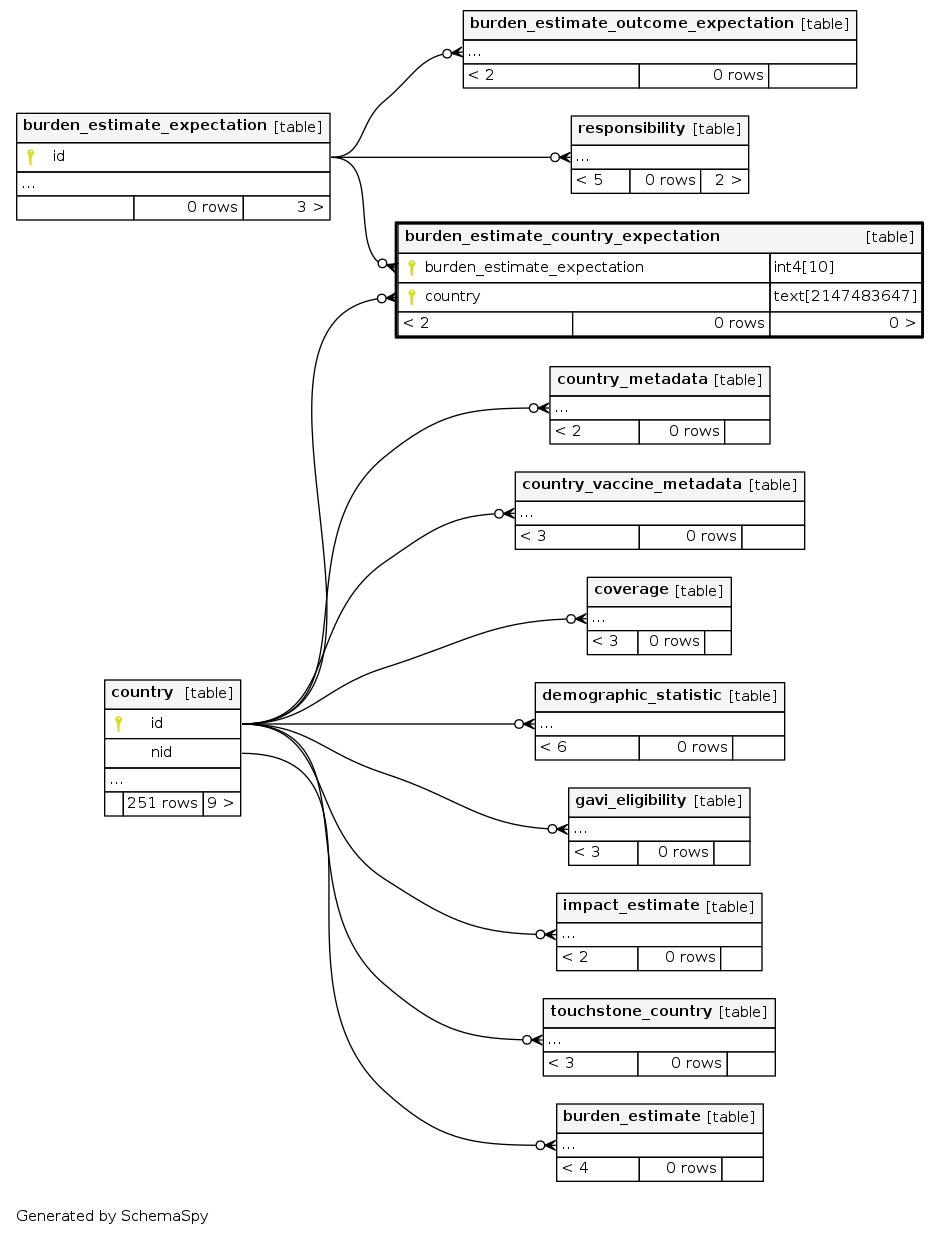 burden_estimate_outcome_expectation [table]
...
< 2 0 rows
burden_estimate_expectation [table]
id
...
0 rows 3 >
responsibility [table]
...
< 5 0 rows 2 >
burden_estimate_country_expectation [table]
burden_estimate_expectation int4[10]
country text[2147483647]
< 2 0 rows 0 >
country_metadata [table]
...
< 2 0 rows
country_vaccine_metadata [table]
...
< 3 0 rows
coverage [table]
...
< 3 0 rows
country [table]
id
nid
...
251 rows 9 >
demographic_statistic [table]
...
< 6 0 rows
gavi_eligibility [table]
...
< 3 0 rows
impact_estimate [table]
...
< 2 0 rows
touchstone_country [table]
...
< 3 0 rows
burden_estimate [table]
...
< 4 0 rows
Generated by SchemaSpy